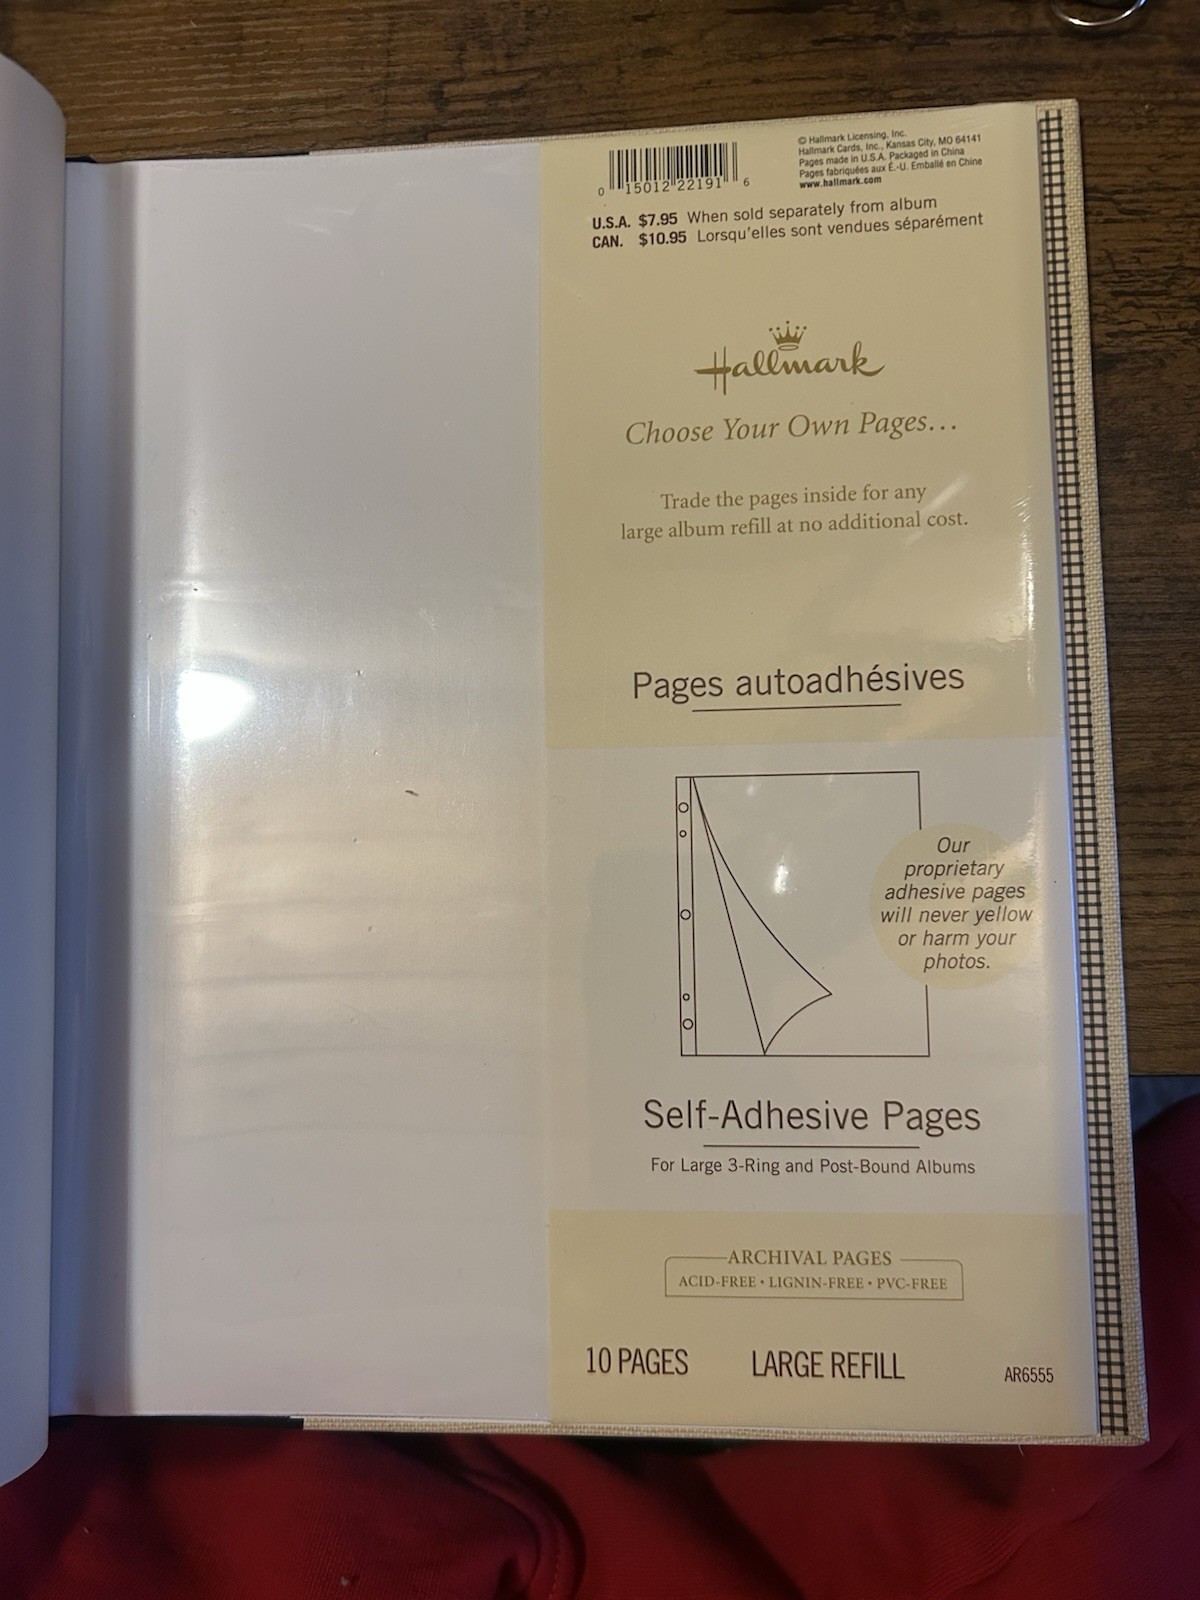 0 15012 22191 6
© Hallmark Licensing, Inc.
Hallmark Cards, Inc., Kansas City, MO 64141
Pages made in U.S.A. Packaged in China
Pages fabriquées aux É.-U. Emballé en Chine
www.hallmark.com
U.S.A. $7.95 When sold separately from album
CAN. $10.95 Lorsqu'elles sont vendues séparément
Hallmark
Choose Your Own Pages...
Trade the pages inside for any
large album refill at no additional cost.
Pages autoadhésives
Our
proprietary
adhesive pages
will never yellow
or harm your
photos.
Self-Adhesive Pages
For Large 3-Ring and Post-Bound Albums
ARCHIVAL PAGES
ACID-FREE • LIGNIN-FREE • PVC-FREE
10 PAGES LARGE REFILL AR6555